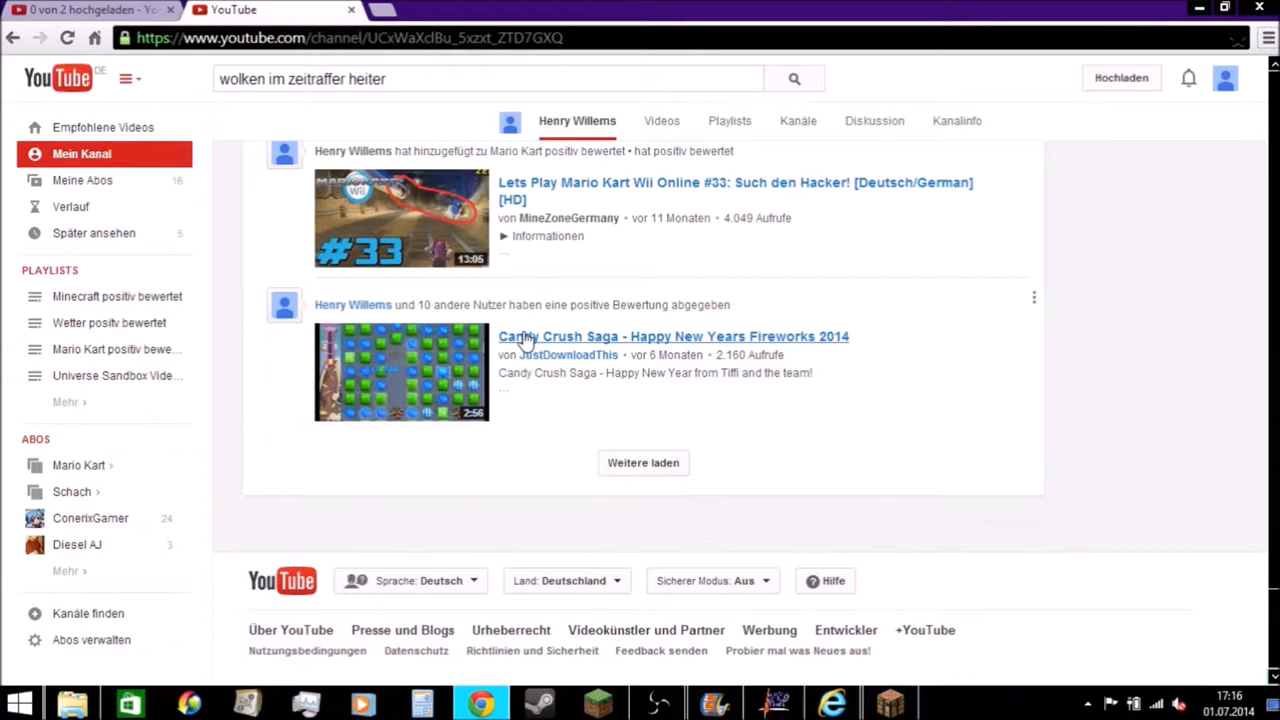 0 von 2 hochgeladen - Yo
YouTube
https://www.youtube.com/channel/UCxWaXclBu_5xzxt_ZTD7GXQ
YouTube DE
wolken im zeitraffer heiter
Hochladen
Henry Willems
Videos
Playlists
Kanäle
Diskussion
Kanalinfo
Empfohlene Videos
Mein Kanal
Meine Abos 16
Verlauf
Später ansehen 5
PLAYLISTS
Minecraft positiv bewertet
Wetter positv bewertet
Mario Kart positiv bewe...
Universe Sandbox Vide...
Mehr ›
ABOS
Mario Kart ›
Schach ›
ConerixGamer 24
Diesel AJ 3
Mehr ›
Kanäle finden
Abos verwalten
Henry Willems hat hinzugefügt zu Mario Kart positiv bewertet • hat positiv bewertet
MARIOKART
Wii
#33
13:05
Lets Play Mario Kart Wii Online #33: Such den Hacker! [Deutsch/German]
[HD]
von MineZoneGermany • vor 11 Monaten • 4.049 Aufrufe
► Informationen
...
Henry Willems und 10 andere Nutzer haben eine positive Bewertung abgegeben
2:56
Candy Crush Saga - Happy New Years Fireworks 2014
von JustDownloadThis • vor 6 Monaten • 2.160 Aufrufe
Candy Crush Saga - Happy New Year from Tiffi and the team!
...
Weitere laden
YouTube
Sprache: Deutsch
Land: Deutschland
Sicherer Modus: Aus
Hilfe
Über YouTube Presse und Blogs Urheberrecht Videokünstler und Partner Werbung Entwickler +YouTube
Nutzungsbedingungen Datenschutz Richtlinien und Sicherheit Feedback senden Probier mal was Neues aus!
17:16
01.07.2014